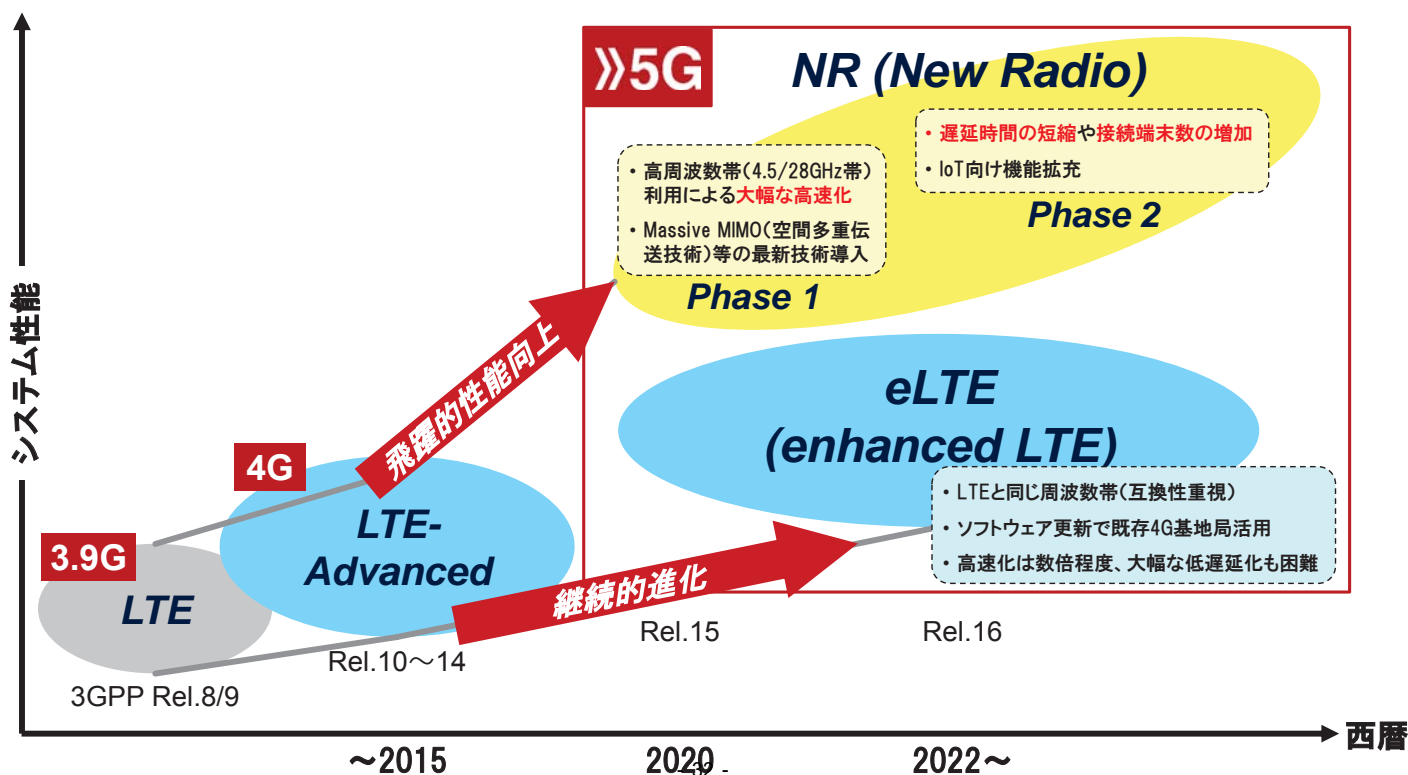 システム性能
》5G
NR (New Radio)
・高周波数帯（4.5/28GHz帯）
利用による大幅な高速化
・Massive MIMO（空間多重伝
送技術）等の最新技術導入
Phase 1
・遅延時間の短縮や接続端末数の増加
・IoT向け機能拡充
Phase 2
飛躍的性能向上
eLTE
(enhanced LTE)
・LTEと同じ周波数帯（互換性重視）
・ソフトウェア更新で既存4G基地局活用
・高速化は数倍程度、大幅な低遅延化も困難
4G
LTE-
Advanced
3.9G
LTE
継続的進化
3GPP Rel.8/9
Rel.10～14
Rel.15
Rel.16
西暦
～2015
2020
2022～